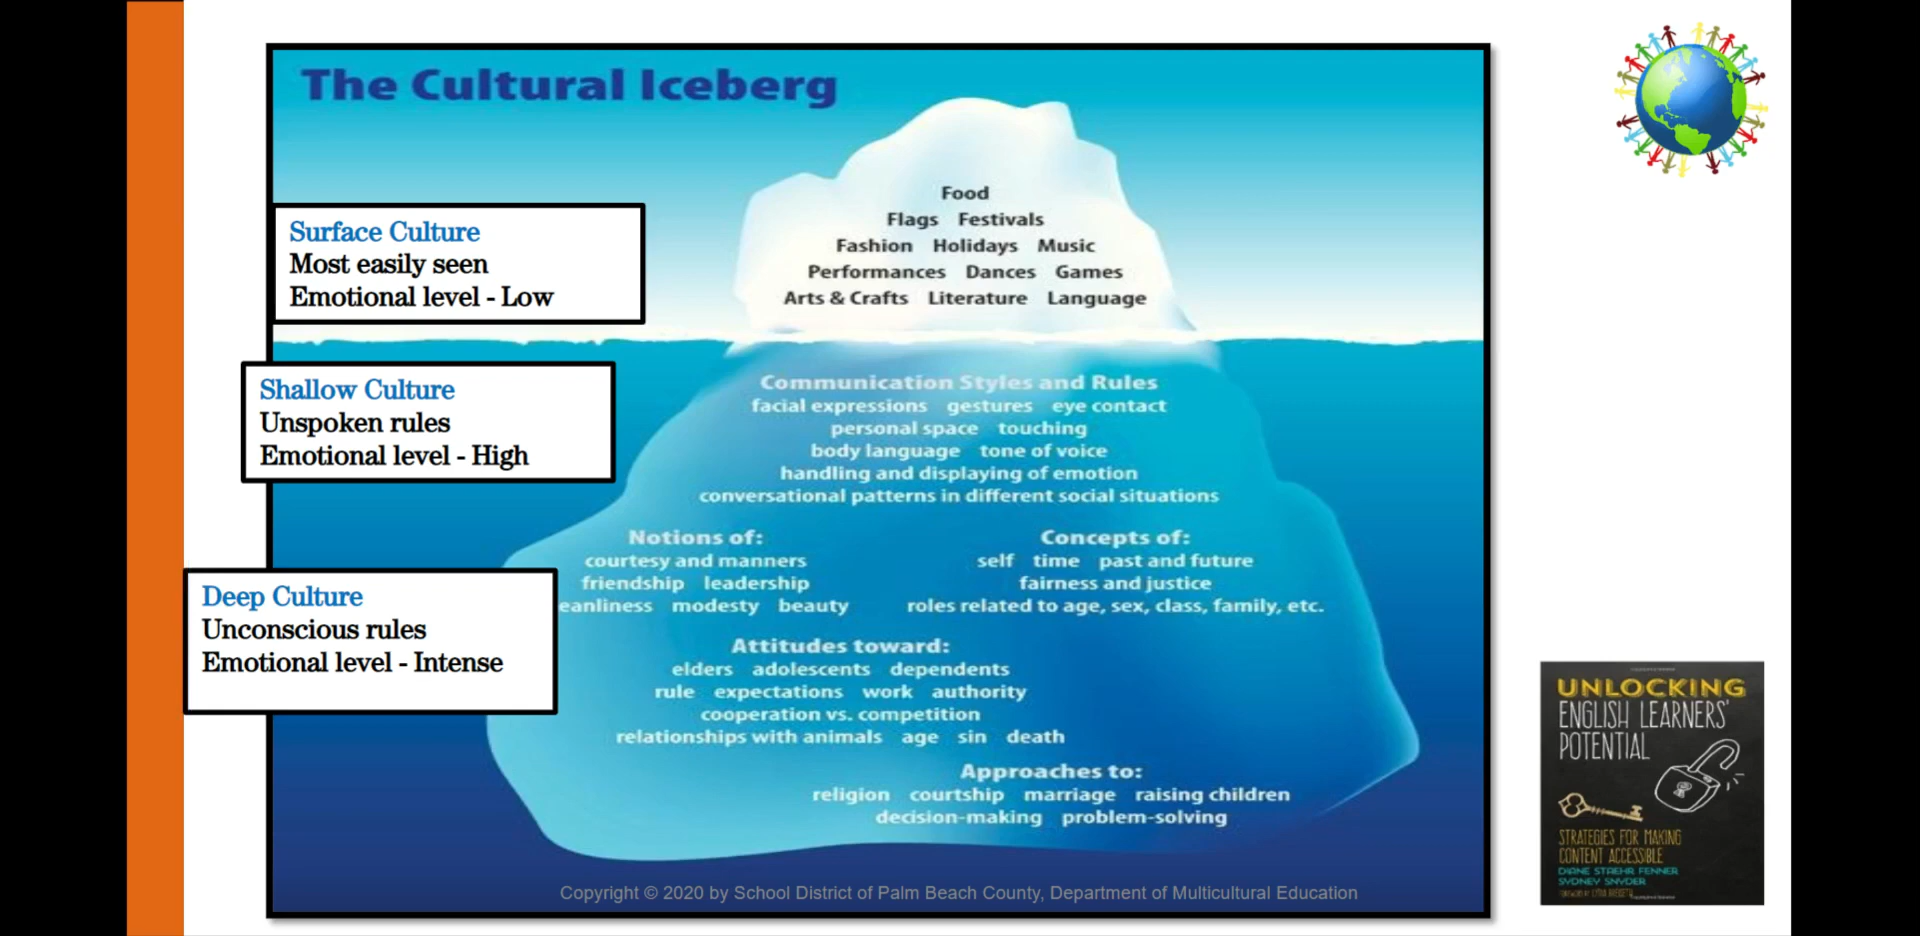 The Cultural Iceberg
Food
Flags Festivals
Fashion Holidays Music
Performances Dances Games
Arts & Crafts Literature Language
Surface Culture
Most easily seen
Emotional level - Low
Shallow Culture
Unspoken rules
Emotional level - High
Communication Styles and Rules
facial expressions gestures eye contact
personal space touching
body language tone of voice
handling and displaying of emotion
conversational patterns in different social situations
Deep Culture
Unconscious rules
Emotional level - Intense
Notions of:
courtesy and manners
friendship leadership
eanliness modesty beauty
Concepts of:
self time past and future
fairness and justice
roles related to age, sex, class, family, etc.
Attitudes toward:
elders adolescents dependents
rule expectations work authority
cooperation vs. competition
relationships with animals age sin death
Approaches to:
religion courtship marriage raising children
decision-making problem-solving
Copyright © 2020 by School District of Palm Beach County, Department of Multicultural Education
UNLOCKING
ENGLISH LEARNERS'
POTENTIAL
STRATEGIES FOR MAKING
CONTENT ACCESSIBLE
DIANE STAEHR FENNER
SYDNEY SNYDER